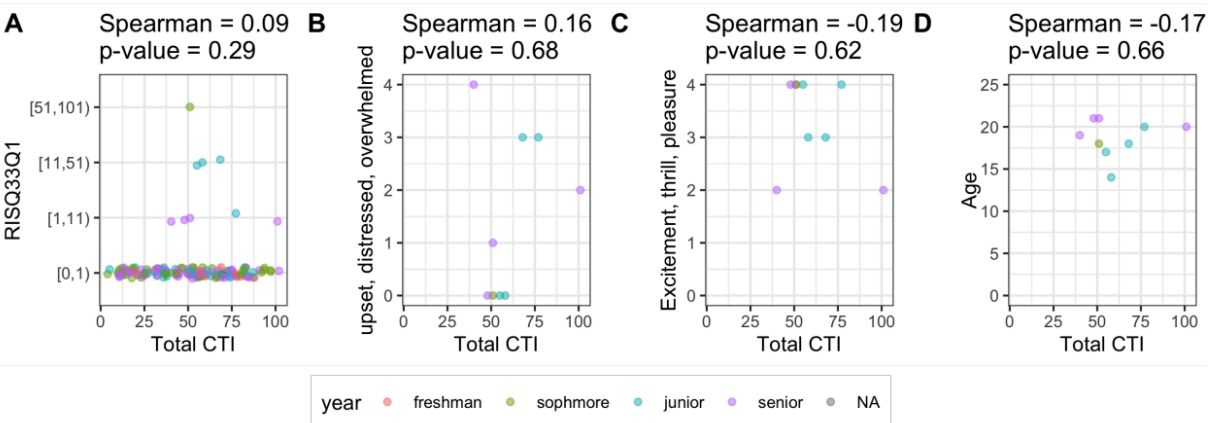 A
Spearman = 0.09
p-value = 0.29
RISQ33Q1
[51,101)
[11,51)
[1,11)
[0,1)
0 25 50 75 100
Total CTI
B
Spearman = 0.16
p-value = 0.68
upset, distressed, overwhelmed
4
3
2
1
0
0 25 50 75 100
Total CTI
C
Spearman = -0.19
p-value = 0.62
Excitement, thrill, pleasure
4
3
2
1
0
0 25 50 75 100
Total CTI
D
Spearman = -0.17
p-value = 0.66
Age
25
20
15
10
5
0
0 25 50 75 100
Total CTI
year freshman sophmore junior senior NA